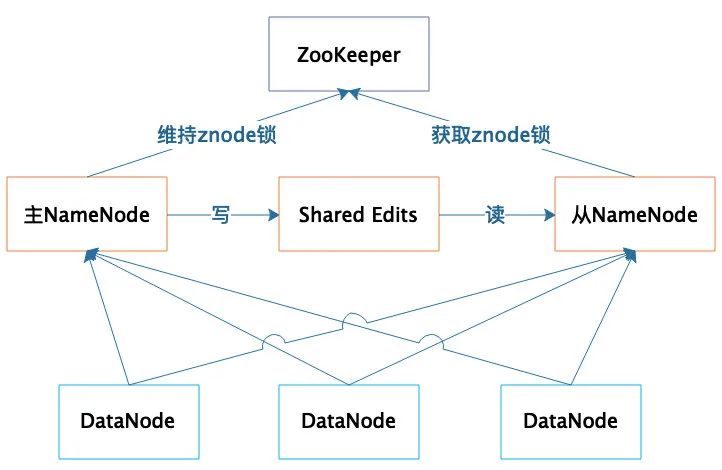 ZooKeeper
维持znode锁
获取znode锁
主NameNode
写
Shared Edits
读
从NameNode
DataNode
DataNode
DataNode